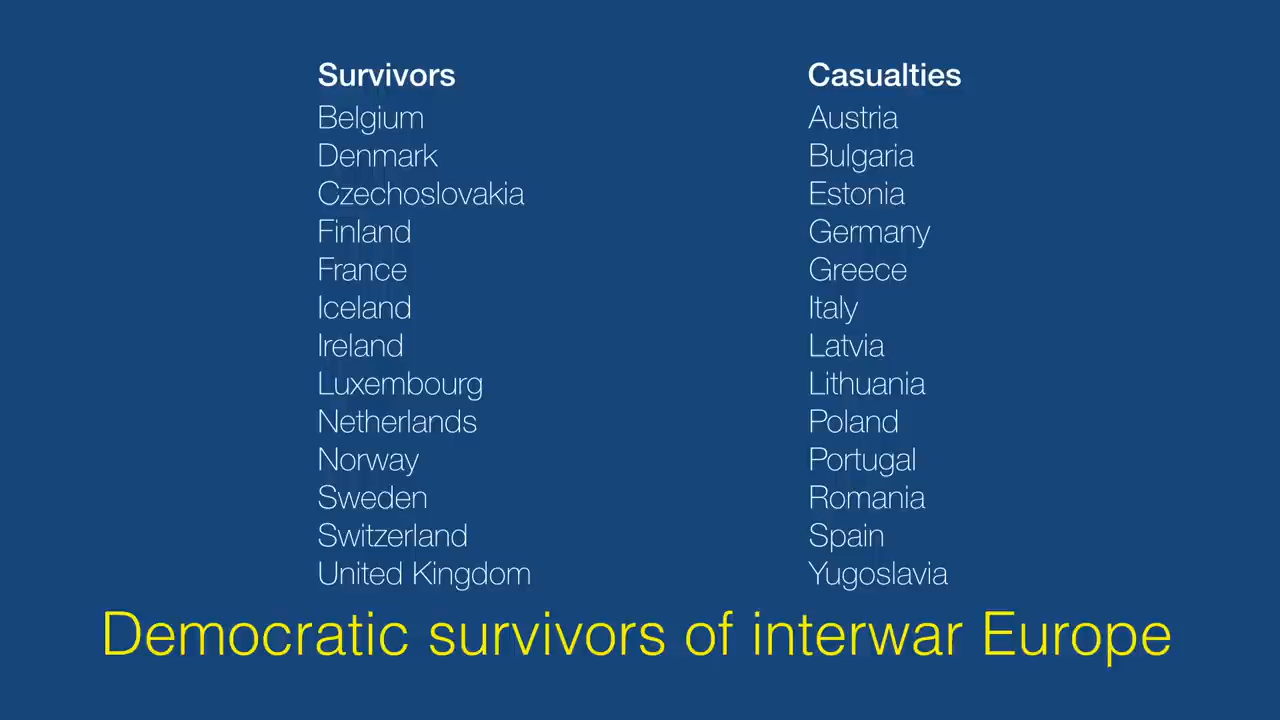 Survivors
Belgium
Denmark
Czechoslovakia
Finland
France
Iceland
Ireland
Luxembourg
Netherlands
Norway
Sweden
Switzerland
United Kingdom
Casualties
Austria
Bulgaria
Estonia
Germany
Greece
Italy
Latvia
Lithuania
Poland
Portugal
Romania
Spain
Yugoslavia
Democratic survivors of interwar Europe